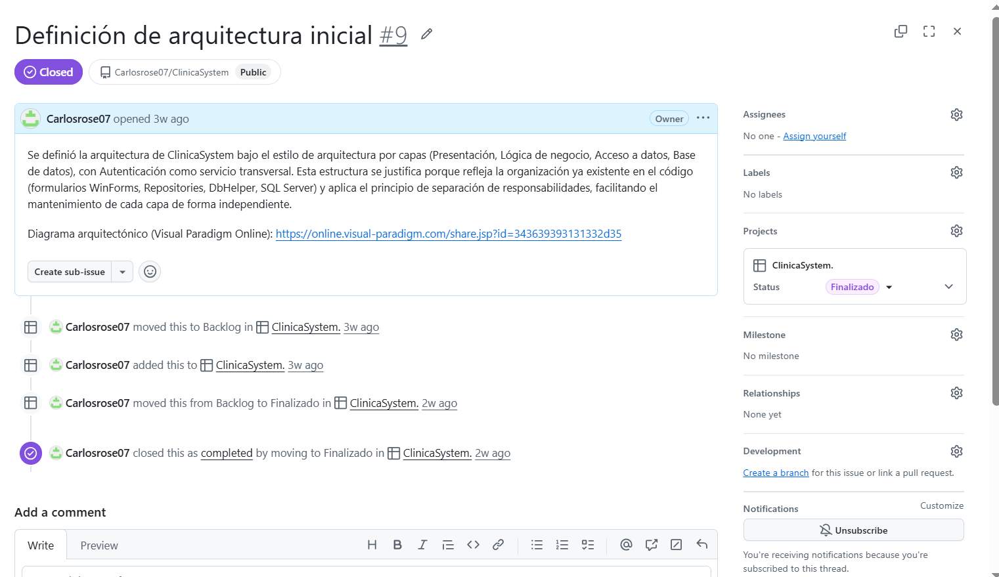 Definición de arquitectura inicial #9
Closed
Carlosrose07/ClinicaSystem Public
Carlosrose07 opened 3w ago
Owner
Se definió la arquitectura de ClinicaSystem bajo el estilo de arquitectura por capas (Presentación, Lógica de negocio, Acceso a datos, Base
de datos), con Autenticación como servicio transversal. Esta estructura se justifica porque refleja la organización ya existente en el código
(formularios WinForms, Repositories, DbHelper, SQL Server) y aplica el principio de separación de responsabilidades, facilitando el
mantenimiento de cada capa de forma independiente.
Diagrama arquitectónico (Visual Paradigm Online): https://online.visual-paradigm.com/share.jsp?id=343639393131332d35
Create sub-issue
Carlosrose07 moved this to Backlog in ClinicaSystem. 3w ago
Carlosrose07 added this to ClinicaSystem. 3w ago
Carlosrose07 moved this from Backlog to Finalizado in ClinicaSystem. 2w ago
Carlosrose07 closed this as completed by moving to Finalizado in ClinicaSystem. 2w ago
Add a comment
Write
Preview
Assignees
No one - Assign yourself
Labels
No labels
Projects
ClinicaSystem.
Status Finalizado
Milestone
No milestone
Relationships
None yet
Development
Create a branch for this issue or link a pull request.
Notifications Customize
Unsubscribe
You're receiving notifications because you're
subscribed to this thread.